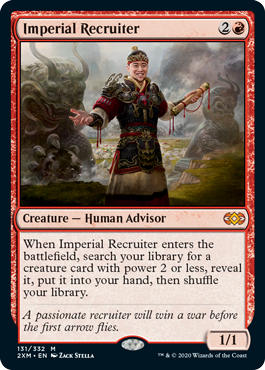 Imperial Recruiter 2
Creature — Human Advisor
When Imperial Recruiter enters the
battlefield, search your library for a
creature card with power 2 or less, reveal
it, put it into your hand, then shuffle
your library.
A passionate recruiter will win a war before
the first arrow flies.
1/1
131/332 M
2XM • EN Zack Stella
™ & © 2020 Wizards of the Coast